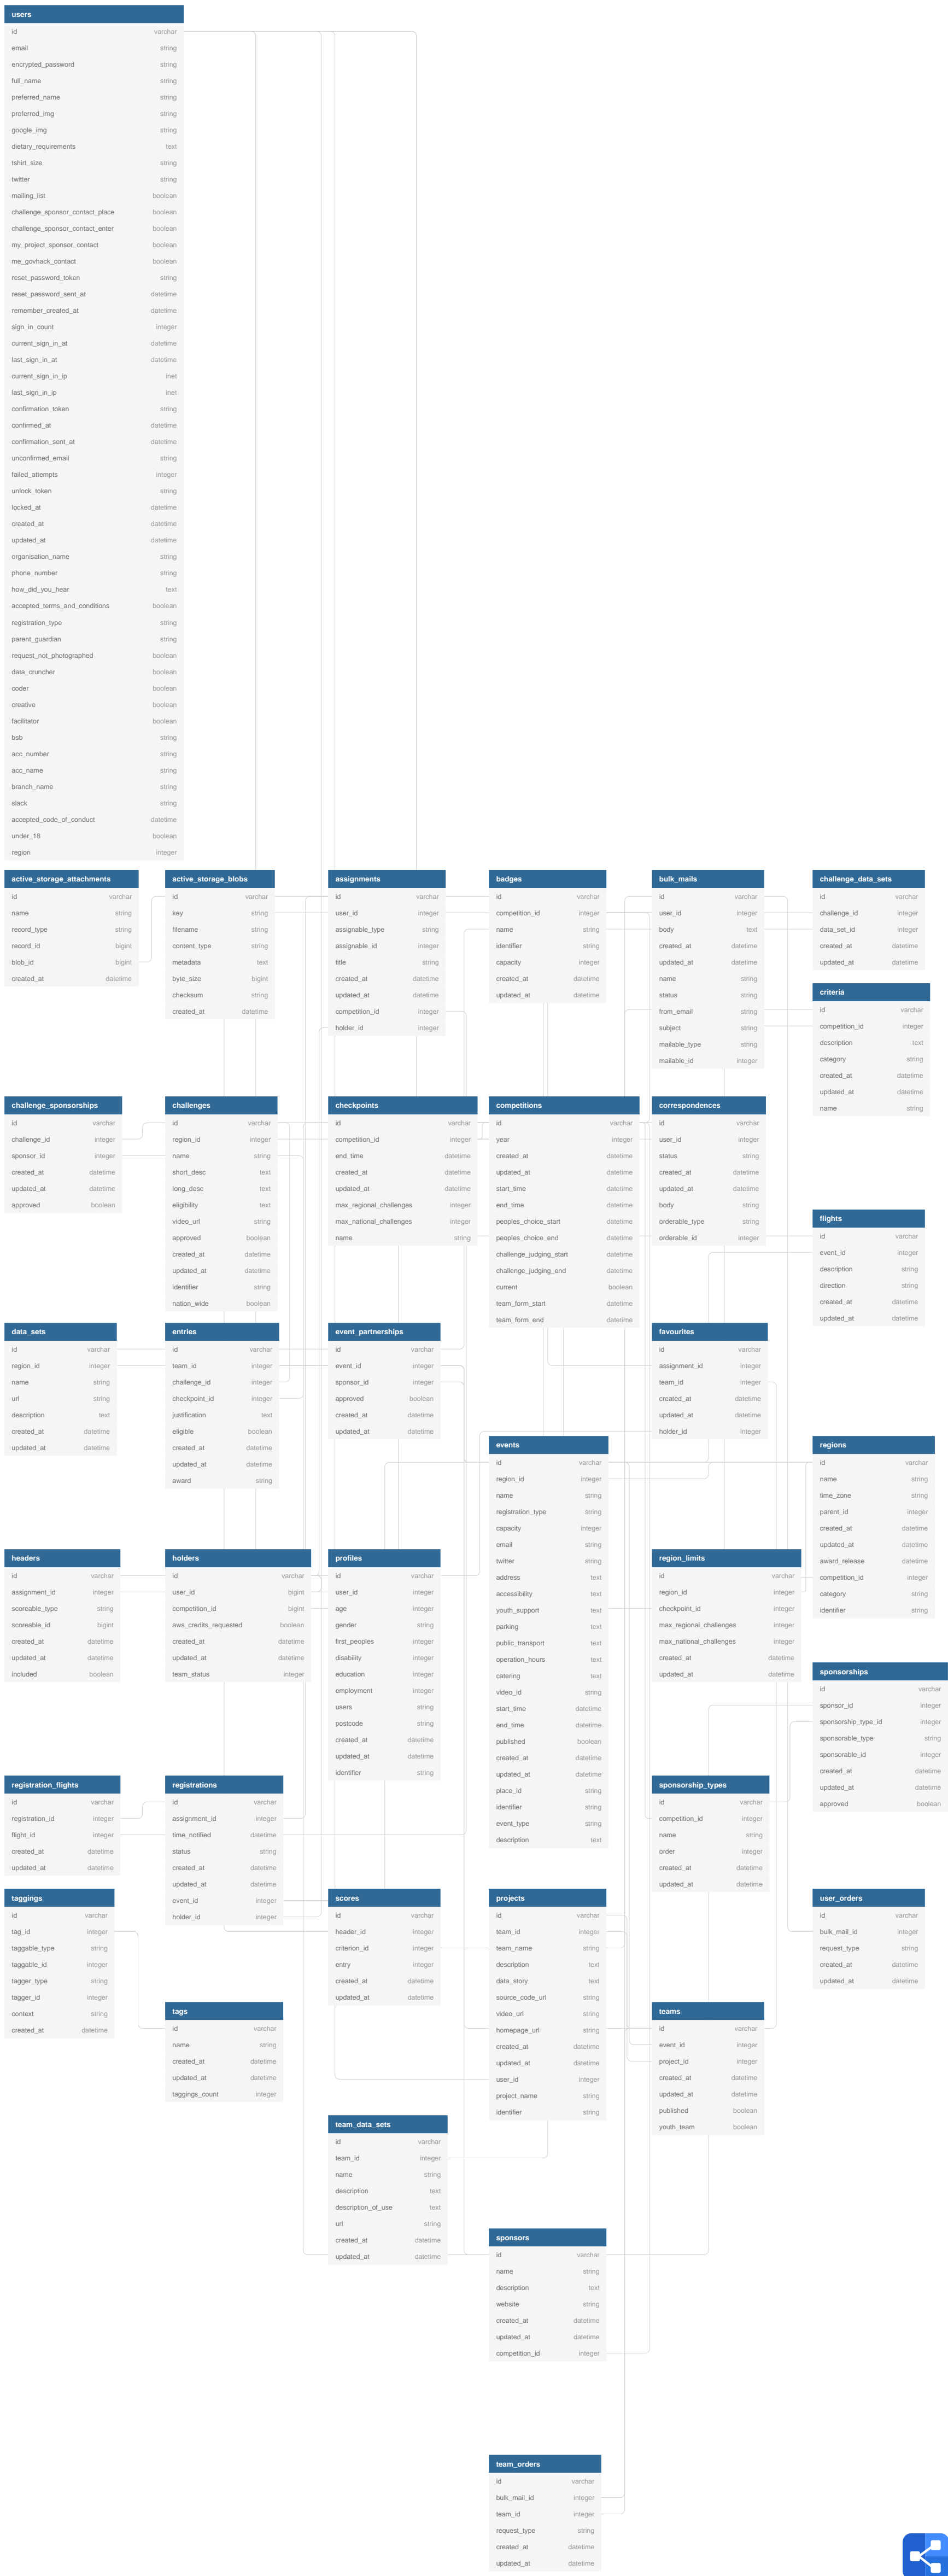 users
id varchar
email string
encrypted_password string
full_name string
preferred_name string
preferred_img string
google_img string
dietary_requirements text
tshirt_size string
twitter string
mailing_list boolean
challenge_sponsor_contact_place boolean
challenge_sponsor_contact_enter boolean
my_project_sponsor_contact boolean
me_govhack_contact boolean
reset_password_token string
reset_password_sent_at datetime
remember_created_at datetime
sign_in_count integer
current_sign_in_at datetime
last_sign_in_at datetime
current_sign_in_ip inet
last_sign_in_ip inet
confirmation_token string
confirmed_at datetime
confirmation_sent_at datetime
unconfirmed_email string
failed_attempts integer
unlock_token string
locked_at datetime
created_at datetime
updated_at datetime
organisation_name string
phone_number string
how_did_you_hear text
accepted_terms_and_conditions boolean
registration_type string
parent_guardian string
request_not_photographed boolean
data_cruncher boolean
coder boolean
creative boolean
facilitator boolean
bsb string
acc_number string
acc_name string
branch_name string
slack string
accepted_code_of_conduct datetime
under_18 boolean
region integer
active_storage_attachments
id varchar
name string
record_type string
record_id bigint
blob_id bigint
created_at datetime
active_storage_blobs
id varchar
key string
filename string
content_type string
metadata text
byte_size bigint
checksum string
created_at datetime
assignments
id varchar
user_id integer
assignable_type string
assignable_id integer
title string
created_at datetime
updated_at datetime
competition_id integer
holder_id integer
badges
id varchar
competition_id integer
name string
identifier string
capacity integer
created_at datetime
updated_at datetime
bulk_mails
id varchar
user_id integer
body text
created_at datetime
updated_at datetime
name string
status string
from_email string
subject string
mailable_type string
mailable_id integer
challenge_data_sets
id varchar
challenge_id integer
data_set_id integer
created_at datetime
updated_at datetime
criteria
id varchar
competition_id integer
description text
category string
created_at datetime
updated_at datetime
name string
challenge_sponsorships
id varchar
challenge_id integer
sponsor_id integer
created_at datetime
updated_at datetime
approved boolean
challenges
id varchar
region_id integer
name string
short_desc text
long_desc text
eligibility text
video_url string
approved boolean
created_at datetime
updated_at datetime
identifier string
nation_wide boolean
checkpoints
id varchar
competition_id integer
end_time datetime
created_at datetime
updated_at datetime
max_regional_challenges integer
max_national_challenges integer
name string
competitions
id varchar
year integer
created_at datetime
updated_at datetime
start_time datetime
end_time datetime
peoples_choice_start datetime
peoples_choice_end datetime
challenge_judging_start datetime
challenge_judging_end datetime
current boolean
team_form_start datetime
team_form_end datetime
correspondences
id varchar
user_id integer
status string
created_at datetime
updated_at datetime
body string
orderable_type string
orderable_id integer
flights
id varchar
event_id integer
description string
direction string
created_at datetime
updated_at datetime
data_sets
id varchar
region_id integer
name string
url string
description text
created_at datetime
updated_at datetime
entries
id varchar
team_id integer
challenge_id integer
checkpoint_id integer
justification text
eligible boolean
created_at datetime
updated_at datetime
award string
event_partnerships
id varchar
event_id integer
sponsor_id integer
approved boolean
created_at datetime
updated_at datetime
favourites
id varchar
assignment_id integer
team_id integer
created_at datetime
updated_at datetime
holder_id integer
events
id varchar
region_id integer
name string
registration_type string
capacity integer
email string
twitter string
address text
accessibility text
youth_support text
parking text
public_transport text
operation_hours text
catering text
video_id string
start_time datetime
end_time datetime
published boolean
created_at datetime
updated_at datetime
place_id string
identifier string
event_type string
description text
regions
id varchar
name string
time_zone string
parent_id integer
created_at datetime
updated_at datetime
award_release datetime
competition_id integer
category string
identifier string
headers
id varchar
assignment_id integer
scoreable_type string
scoreable_id bigint
created_at datetime
updated_at datetime
included boolean
holders
id varchar
user_id bigint
competition_id bigint
aws_credits_requested boolean
created_at datetime
updated_at datetime
team_status integer
profiles
id varchar
user_id integer
age integer
gender string
first_peoples integer
disability integer
education integer
employment integer
users string
postcode string
created_at datetime
updated_at datetime
identifier string
region_limits
id varchar
region_id integer
checkpoint_id integer
max_regional_challenges integer
max_national_challenges integer
created_at datetime
updated_at datetime
sponsorships
id varchar
sponsor_id integer
sponsorship_type_id integer
sponsorable_type string
sponsorable_id integer
created_at datetime
updated_at datetime
approved boolean
registration_flights
id varchar
registration_id integer
flight_id integer
created_at datetime
updated_at datetime
registrations
id varchar
assignment_id integer
time_notified datetime
status string
created_at datetime
updated_at datetime
event_id integer
holder_id integer
sponsorship_types
id varchar
competition_id integer
name string
order integer
created_at datetime
updated_at datetime
taggings
id varchar
tag_id integer
taggable_type string
taggable_id integer
tagger_type string
tagger_id integer
context string
created_at datetime
scores
id varchar
header_id integer
criterion_id integer
entry integer
created_at datetime
updated_at datetime
projects
id varchar
team_id integer
team_name string
description text
data_story text
source_code_url string
video_url string
homepage_url string
created_at datetime
updated_at datetime
user_id integer
project_name string
identifier string
user_orders
id varchar
bulk_mail_id integer
request_type string
created_at datetime
updated_at datetime
tags
id varchar
name string
created_at datetime
updated_at datetime
taggings_count integer
teams
id varchar
event_id integer
project_id integer
created_at datetime
updated_at datetime
published boolean
youth_team boolean
team_data_sets
id varchar
team_id integer
name string
description text
description_of_use text
url string
created_at datetime
updated_at datetime
sponsors
id varchar
name string
description text
website string
created_at datetime
updated_at datetime
competition_id integer
team_orders
id varchar
bulk_mail_id integer
team_id integer
request_type string
created_at datetime
updated_at datetime